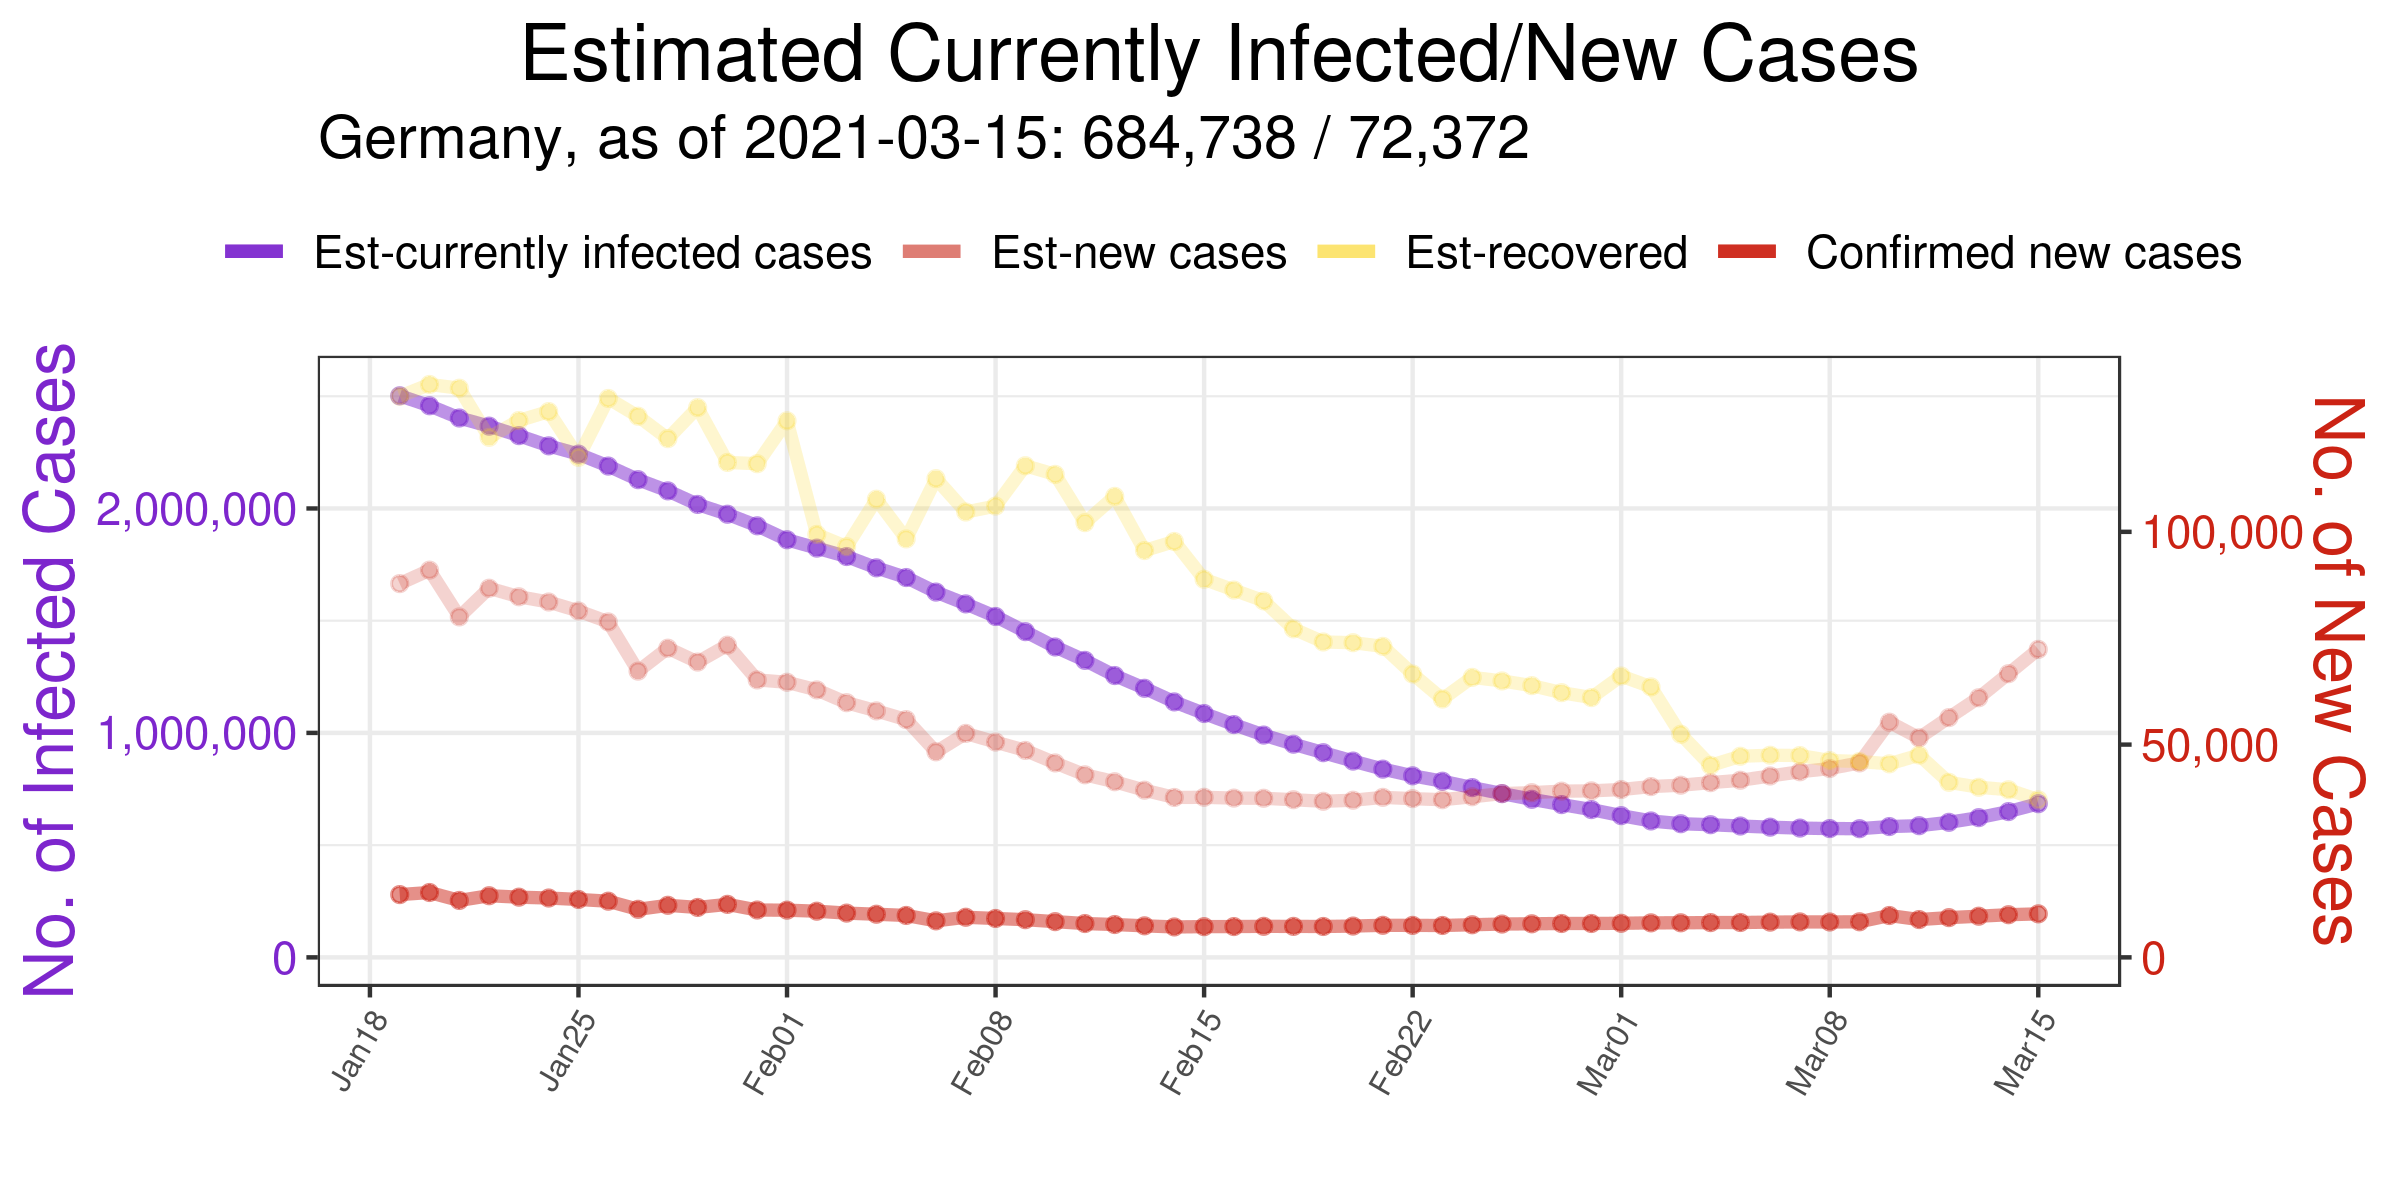 Estimated Currently Infected/New Cases
Germany, as of 2021-03-15: 684,738 / 72,372
Est-currently infected cases Est-new cases Est-recovered Confirmed new cases
No. of Infected Cases
2,000,000
1,000,000
0
100,000
50,000
0
No. of New Cases
Jan18 Jan25 Feb01 Feb08 Feb15 Feb22 Mar01 Mar08 Mar15